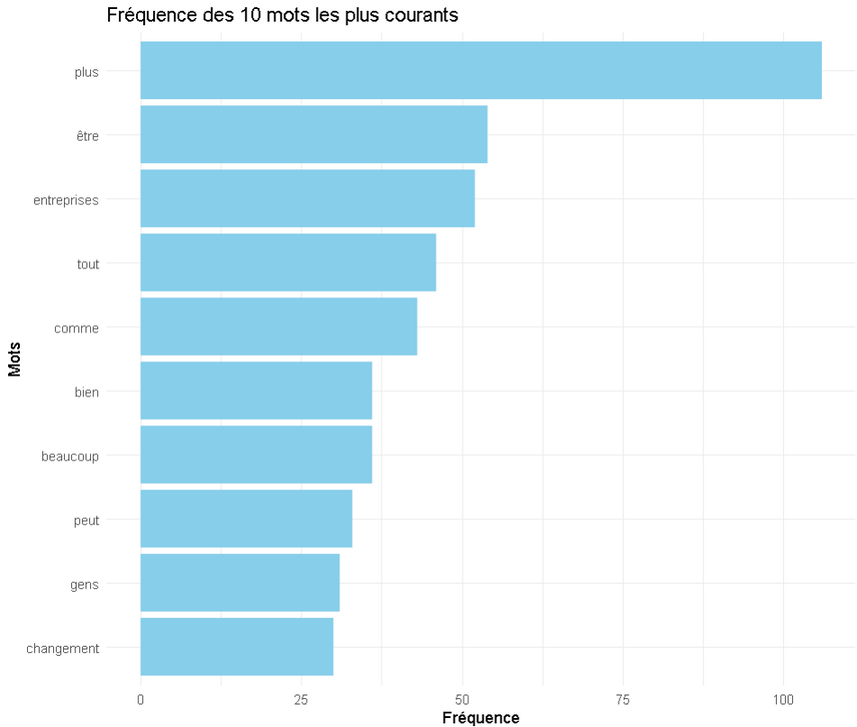 Fréquence des 10 mots les plus courants
plus
être
entreprises
tout
comme
Mots
bien
beaucoup
peut
gens
changement
0 25 50 75 100
Fréquence